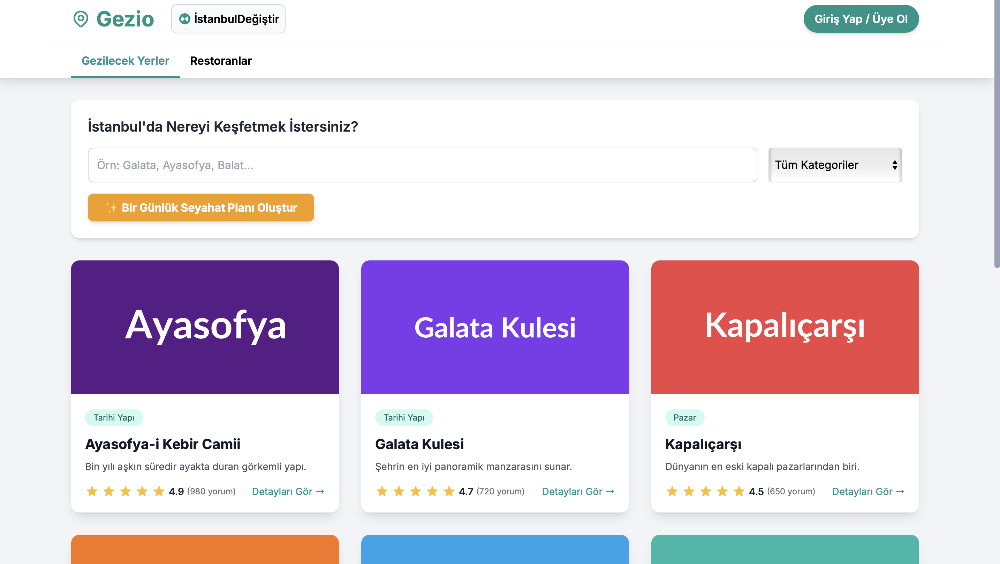 Gezio
İstanbulDeğiştir
Giriş Yap / Üye Ol
Gezilecek Yerler
Restoranlar
İstanbul'da Nereyi Keşfetmek İstersiniz?
Örn: Galata, Ayasofya, Balat...
Tüm Kategoriler
✨ Bir Günlük Seyahat Planı Oluştur
Ayasofya
Tarihi Yapı
Ayasofya-i Kebir Camii
Bin yılı aşkın süredir ayakta duran görkemli yapı.
4.9 (980 yorum)
Detayları Gör →
Galata Kulesi
Tarihi Yapı
Galata Kulesi
Şehrin en iyi panoramik manzarasını sunar.
4.7 (720 yorum)
Detayları Gör →
Kapalıçarşı
Pazar
Kapalıçarşı
Dünyanın en eski kapalı pazarlarından biri.
4.5 (650 yorum)
Detayları Gör →